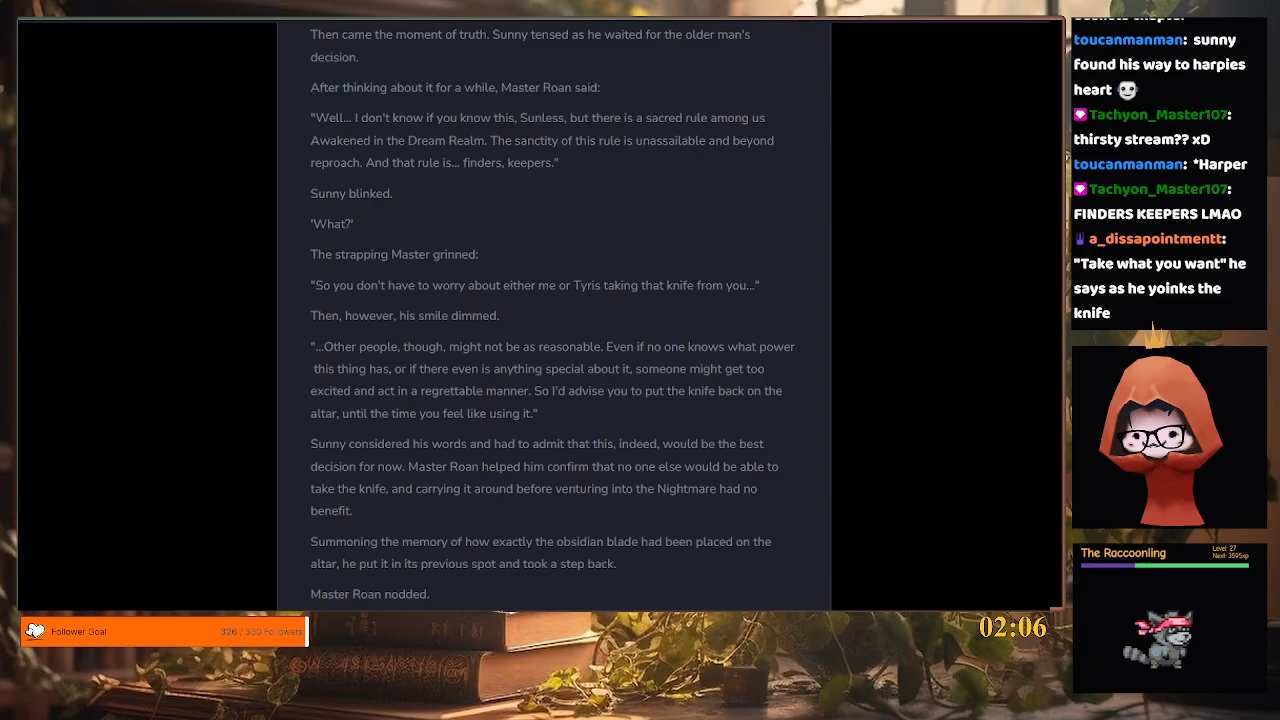 Then came the moment of truth. Sunny tensed as he waited for the older man's
decision.
After thinking about it for a while, Master Roan said:
"Well... I don't know if you know this, Sunless, but there is a sacred rule among us
Awakened in the Dream Realm. The sanctity of this rule is unassailable and beyond
reproach. And that rule is... finders, keepers."
Sunny blinked.
'What?'
The strapping Master grinned:
"So you don't have to worry about either me or Tyris taking that knife from you..."
Then, however, his smile dimmed.
"...Other people, though, might not be as reasonable. Even if no one knows what power
this thing has, or if there even is anything special about it, someone might get too
excited and act in a regrettable manner. So I'd advise you to put the knife back on the
altar, until the time you feel like using it."
Sunny considered his words and had to admit that this, indeed, would be the best
decision for now. Master Roan helped him confirm that no one else would be able to
take the knife, and carrying it around before venturing into the Nightmare had no
benefit.
Summoning the memory of how exactly the obsidian blade had been placed on the
altar, he put it in its previous spot and took a step back.
Master Roan nodded.
toucanmanman: sunny
found his way to harpies
heart
Tachyon_Master107:
thirsty stream?? xD
toucanmanman: *Harper
Tachyon_Master107:
FINDERS KEEPERS LMAO
a_dissapointmentt:
"Take what you want" he
says as he yoinks the
knife
The Raccoonling
Level: 27
Next: 3595xp
Follower Goal
326 / 330 Followers
02:06